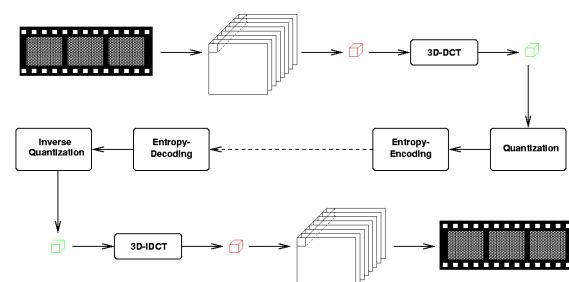 3D-DCT
Inverse
Quantization
Entropy-
Decoding
Entropy-
Encoding
Quantization
3D-IDCT